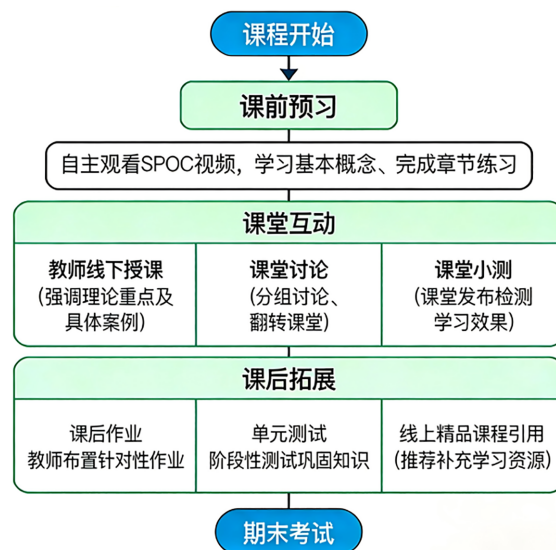 课程开始
课前预习
自主观看SPOC视频，学习基本概念、完成章节练习
课堂互动
教师线下授课
(强调理论重点及
具体案例)
课堂讨论
(分组讨论、
翻转课堂)
课堂小测
(课堂发布检测
学习效果)
课后拓展
课后作业
教师布置针对性作业
单元测试
阶段性测试巩固知识
线上精品课程引用
(推荐补充学习资源)
期末考试